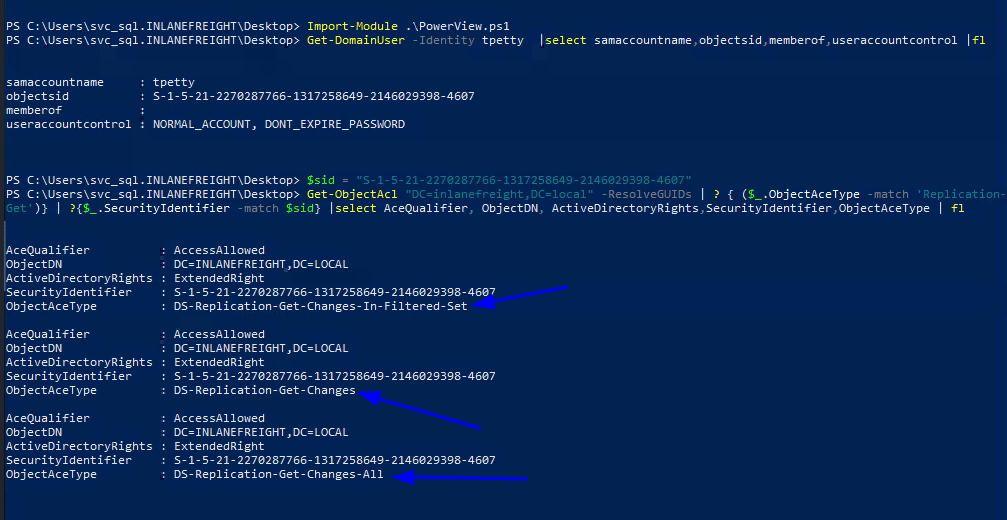 PS C:\Users\svc_sql.INLANEFREIGHT\Desktop> Import-Module .\PowerView.ps1
PS C:\Users\svc_sql.INLANEFREIGHT\Desktop> Get-DomainUser -Identity tpetty  |select samaccountname,objectsid,memberof,useraccountcontrol |fl
samaccountname     : tpetty
objectsid          : S-1-5-21-2270287766-1317258649-2146029398-4607
memberof           :
useraccountcontrol : NORMAL_ACCOUNT, DONT_EXPIRE_PASSWORD
PS C:\Users\svc_sql.INLANEFREIGHT\Desktop> $sid = "S-1-5-21-2270287766-1317258649-2146029398-4607"
PS C:\Users\svc_sql.INLANEFREIGHT\Desktop> Get-ObjectAcl "DC=inlanefreight,DC=local" -ResolveGUIDs | ? { ($_.ObjectAceType -match 'Replication-
Get')} | ?{$_.SecurityIdentifier -match $sid} |select AceQualifier, ObjectDN, ActiveDirectoryRights,SecurityIdentifier,ObjectAceType | fl
AceQualifier          : AccessAllowed
ObjectDN              : DC=INLANEFREIGHT,DC=LOCAL
ActiveDirectoryRights : ExtendedRight
SecurityIdentifier    : S-1-5-21-2270287766-1317258649-2146029398-4607
ObjectAceType         : DS-Replication-Get-Changes-In-Filtered-Set
AceQualifier          : AccessAllowed
ObjectDN              : DC=INLANEFREIGHT,DC=LOCAL
ActiveDirectoryRights : ExtendedRight
SecurityIdentifier    : S-1-5-21-2270287766-1317258649-2146029398-4607
ObjectAceType         : DS-Replication-Get-Changes
AceQualifier          : AccessAllowed
ObjectDN              : DC=INLANEFREIGHT,DC=LOCAL
ActiveDirectoryRights : ExtendedRight
SecurityIdentifier    : S-1-5-21-2270287766-1317258649-2146029398-4607
ObjectAceType         : DS-Replication-Get-Changes-All